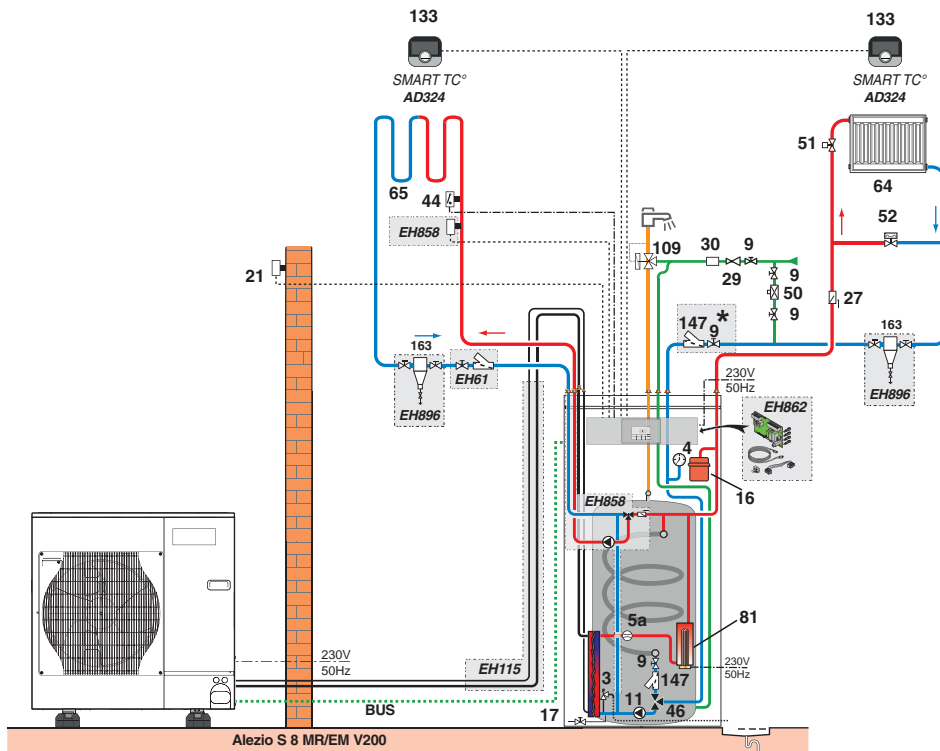 133
SMART TC°
AD324
133
SMART TC°
AD324
51
64
65
44
EH858
52
109
30
9
29
9
50
9
27
21
163
EH896
EH61
147
9
*
163
EH896
230V
50Hz
EH862
4
16
EH858
5a
81
9
3
147
11
46
17
230V
50Hz
230V
50Hz
EH115
BUS
Alezio S 8 MR/EM V200